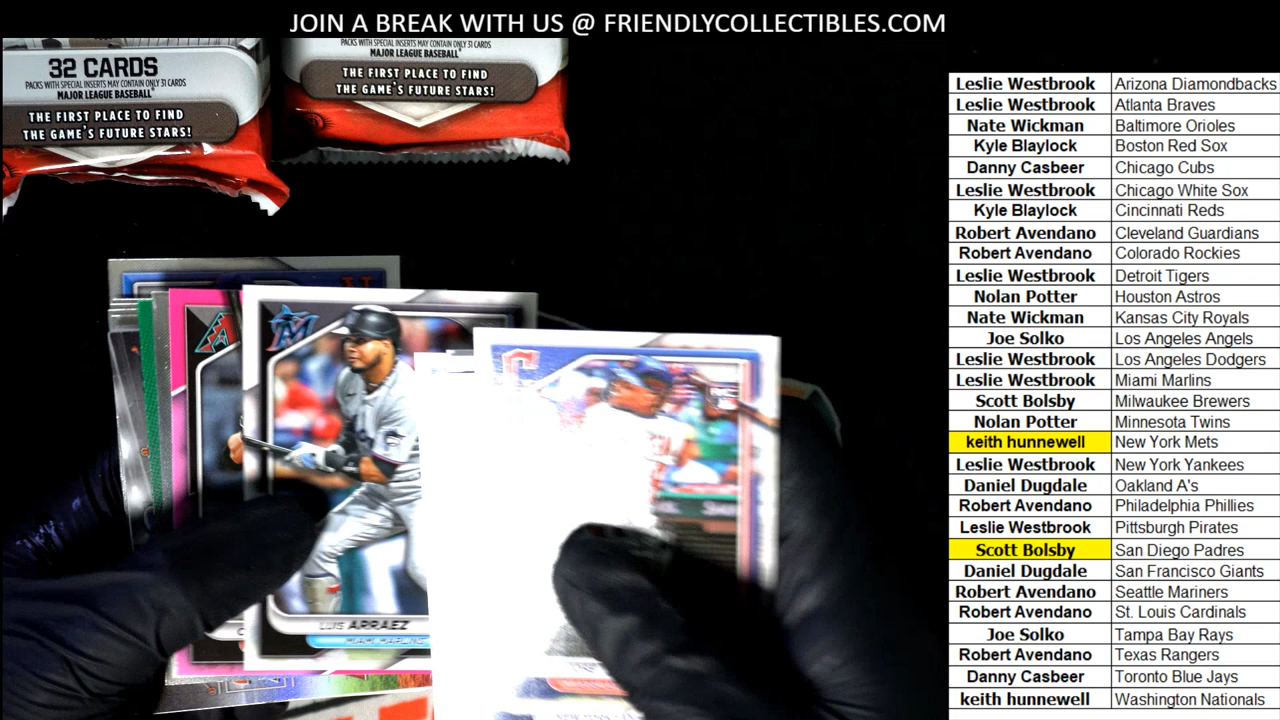 JOIN A BREAK WITH US @ FRIENDLYCOLLECTIBLES.COM
32 CARDS
PACKS WITH SPECIAL INSERTS MAY CONTAIN ONLY 31 CARDS
MAJOR LEAGUE BASEBALL
THE FIRST PLACE TO FIND
THE GAME'S FUTURE STARS!
PACKS WITH SPECIAL INSERTS MAY CONTAIN ONLY 31 CARDS
MAJOR LEAGUE BASEBALL
THE FIRST PLACE TO FIND
THE GAME'S FUTURE STARS!
LUIS ARRAEZ
MIAMI MARLINS
Leslie Westbrook Arizona Diamondbacks
Leslie Westbrook Atlanta Braves
Nate Wickman Baltimore Orioles
Kyle Blaylock Boston Red Sox
Danny Casbeer Chicago Cubs
Leslie Westbrook Chicago White Sox
Kyle Blaylock Cincinnati Reds
Robert Avendano Cleveland Guardians
Robert Avendano Colorado Rockies
Leslie Westbrook Detroit Tigers
Nolan Potter Houston Astros
Nate Wickman Kansas City Royals
Joe Solko Los Angeles Angels
Leslie Westbrook Los Angeles Dodgers
Leslie Westbrook Miami Marlins
Scott Bolsby Milwaukee Brewers
Nolan Potter Minnesota Twins
keith hunnewell New York Mets
Leslie Westbrook New York Yankees
Daniel Dugdale Oakland A's
Robert Avendano Philadelphia Phillies
Leslie Westbrook Pittsburgh Pirates
Scott Bolsby San Diego Padres
Daniel Dugdale San Francisco Giants
Robert Avendano Seattle Mariners
Robert Avendano St. Louis Cardinals
Joe Solko Tampa Bay Rays
Robert Avendano Texas Rangers
Danny Casbeer Toronto Blue Jays
keith hunnewell Washington Nationals